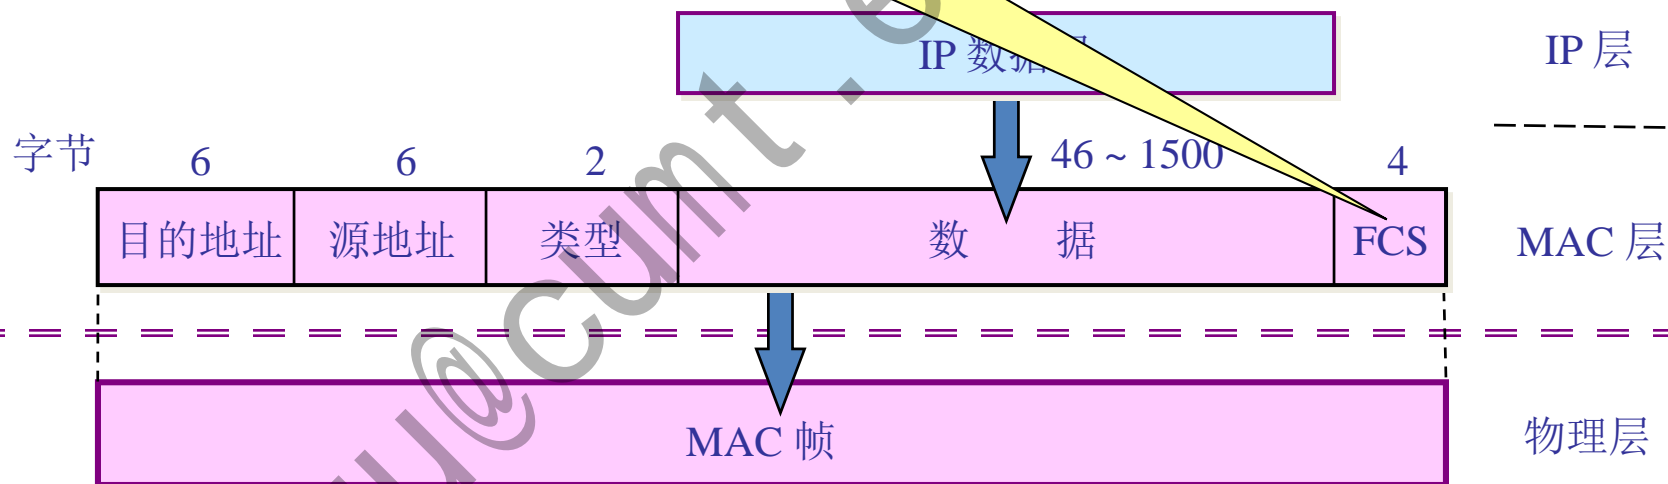 IP 数据 IP 层
字节 6 6 2 46 ~ 1500 4
目的地址 源地址 类型 数 据 FCS MAC 层
MAC 帧 物理层
u@cumt.e